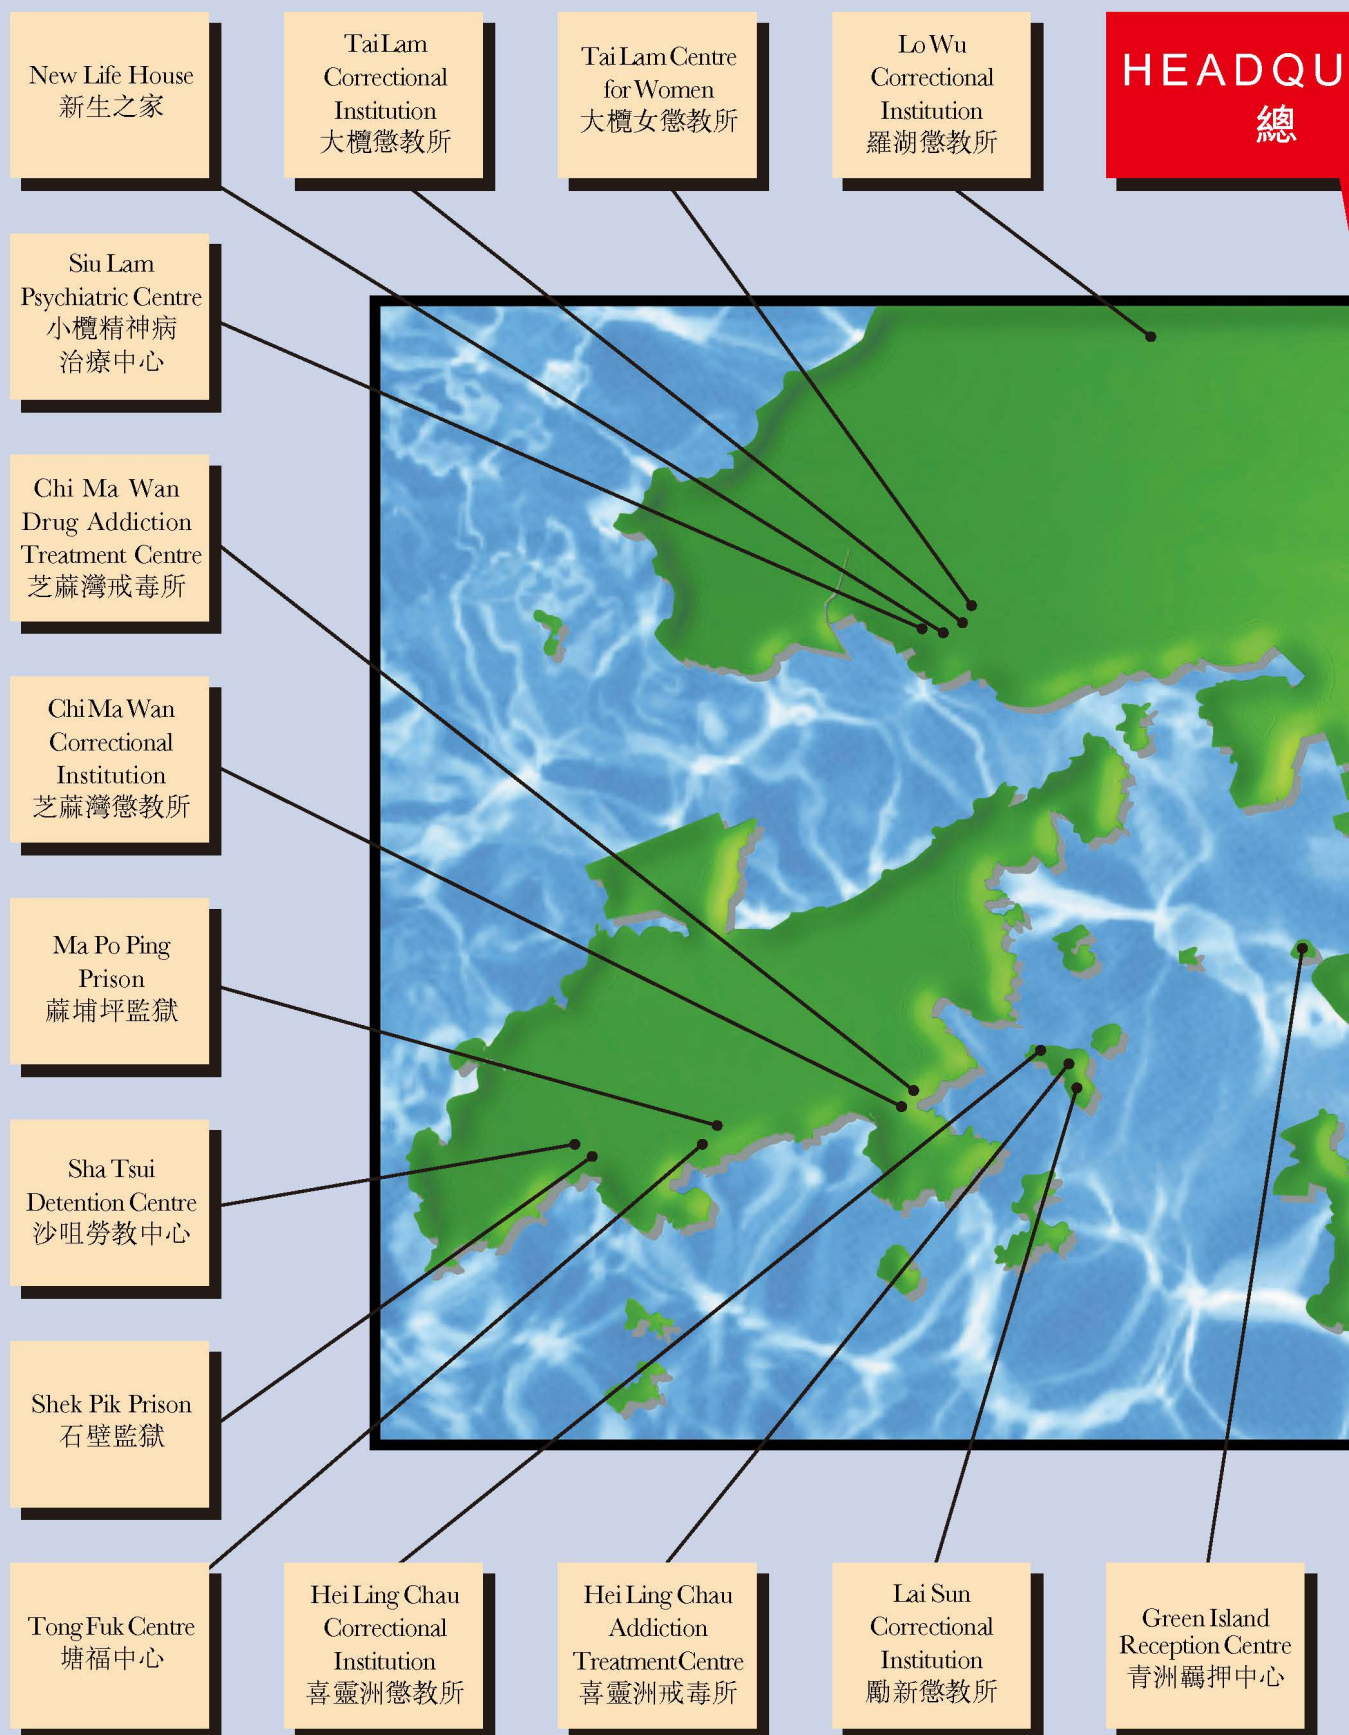 New Life House
新生之家
Tai Lam
Correctional
Institution
大欖懲教所
Tai Lam Centre
for Women
大欖女懲教所
Lo Wu
Correctional
Institution
羅湖懲教所
HEADQU
總
Siu Lam
Psychiatric Centre
小欖精神病
治療中心
Chi Ma Wan
Drug Addiction
Treatment Centre
芝蔴灣戒毒所
Chi Ma Wan
Correctional
Institution
芝蔴灣懲教所
Ma Po Ping
Prison
蔴埔坪監獄
Sha Tsui
Detention Centre
沙咀勞教中心
Shek Pik Prison
石壁監獄
Tong Fuk Centre
塘福中心
Hei Ling Chau
Correctional
Institution
喜靈洲懲教所
Hei Ling Chau
Addiction
Treatment Centre
喜靈洲戒毒所
Lai Sun
Correctional
Institution
勵新懲教所
Green Island
Reception Centre
青洲羈押中心